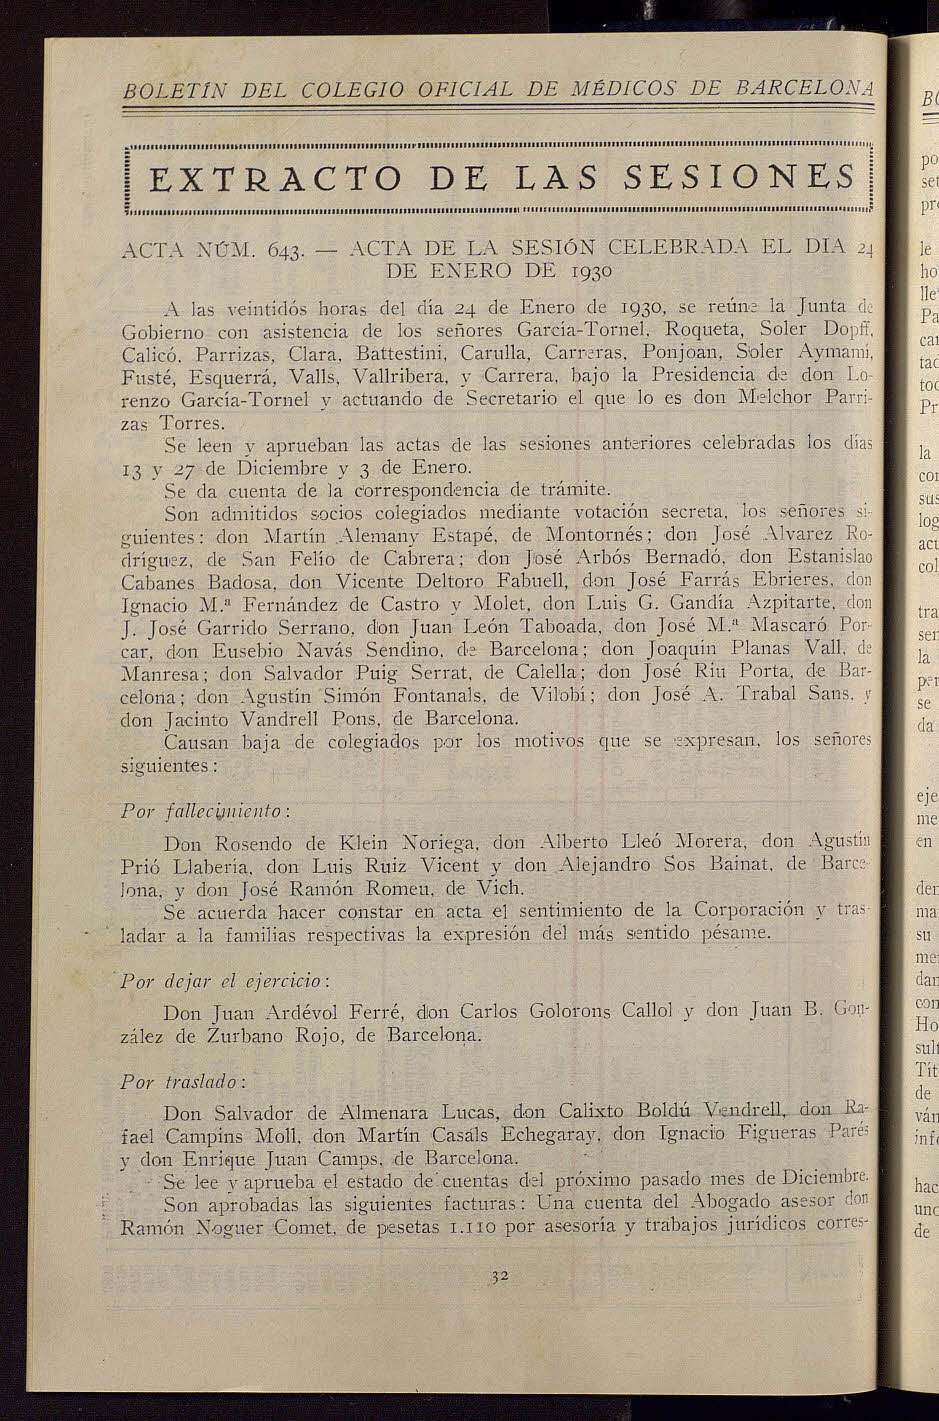 BOLETÍN DEL COLEGIO OFICIAL DE MÉDICOS DE BARCELONA
EXTRACTO DE LAS SESIONES
ACTA NÚM. 643. — ACTA DE LA SESIÓN CELEBRADA EL DIA 24
DE ENERO DE 1930
A las veintidós horas del día 24 de Enero de 1930, se reúne la Junta de
Gobierno con asistencia de los señores García-Tornel, Roqueta, Soler Dopff,
Calicó, Parrizas, Clara, Battestini, Carulla, Carreras, Ponjoan, Soler Aymamí,
Fusté, Esquerrá, Valls, Vallribera, y Carrera, bajo la Presidencia de don Lo-
renzo García-Tornel y actuando de Secretario el que lo es don Melchor Parri-
zas Torres.
Se leen y aprueban las actas de las sesiones anteriores celebradas los días
13 y 27 de Diciembre y 3 de Enero.
Se da cuenta de la correspondencia de trámite.
Son admitidos socios colegiados mediante votación secreta, los señores si-
guientes: don Martín Alemany Estapé, de Montornés; don José Alvarez Ro-
dríguez, de San Felío de Cabrera; don José Arbós Bernadó, don Estanislao
Cabanes Badosa, don Vicente Deltoro Fabuell, don José Farrás Ebrieres, don
Ignacio M.ª Fernández de Castro y Molet, don Luis G. Gandía Azpitarte, don
J. José Garrido Serrano, don Juan León Taboada, don José M.ª Mascaró Por-
car, don Eusebio Navás Sendino, de Barcelona; don Joaquín Planas Vall, de
Manresa; don Salvador Puig Serrat, de Calella; don José Riu Porta, de Bar-
celona; don Agustín Simón Fontanals, de Vilobí; don José A. Trabal Sans, y
don Jacinto Vandrell Pons, de Barcelona.
Causan baja de colegiados por los motivos que se expresan, los señores
siguientes:
Por fallecimiento:
Don Rosendo de Klein Noriega, don Alberto Lleó Morera, don Agustín
Prió Llabería, don Luis Ruiz Vicent y don Alejandro Sos Bainat, de Barce-
lona, y don José Ramón Romeu, de Vich.
Se acuerda hacer constar en acta el sentimiento de la Corporación y tras-
ladar a la familias respectivas la expresión del más sentido pésame.
Por dejar el ejercicio:
Don Juan Ardévol Ferré, don Carlos Golorons Callol y don Juan B. Gon-
zález de Zurbano Rojo, de Barcelona.
Por traslado:
Don Salvador de Almenara Lucas, don Calixto Boldú Vendrell, don Ra-
fael Campins Moll, don Martín Casáls Echegaray, don Ignacio Figueras Parés
y don Enrique Juan Camps, de Barcelona.
Se lee y aprueba el estado de cuentas del próximo pasado mes de Diciembre.
Son aprobadas las siguientes facturas: Una cuenta del Abogado asesor don
Ramón Noguer Comet, de pesetas 1.110 por asesoría y trabajos jurídicos corres-
32